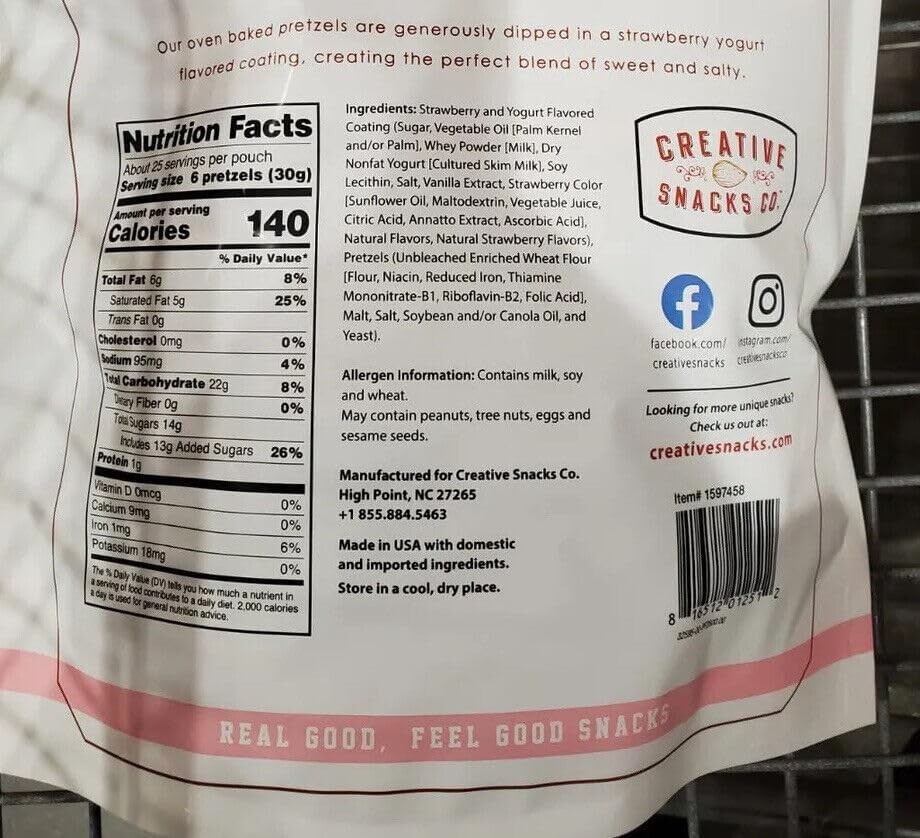 Our oven baked pretzels are generously dipped in a strawberry yogurt
flavored coating, creating the perfect blend of sweet and salty.
Nutrition Facts
About 25 servings per pouch
Serving size 6 pretzels (30g)
Amount per serving
Calories 140
% Daily Value*
Total Fat 6g 8%
Saturated Fat 5g 25%
Trans Fat 0g
Cholesterol 0mg 0%
Sodium 95mg 4%
Total Carbohydrate 22g 8%
Dietary Fiber 0g 0%
Total Sugars 14g
Includes 13g Added Sugars 26%
Protein 1g
Vitamin D 0mcg 0%
Calcium 9mg 0%
Iron 1mg 6%
Potassium 18mg 0%
The % Daily Value (DV) tells you how much a nutrient in
a serving of food contributes to a daily diet. 2,000 calories
a day is used for general nutrition advice.
Ingredients: Strawberry and Yogurt Flavored
Coating (Sugar, Vegetable Oil [Palm Kernel
and/or Palm], Whey Powder [Milk], Dry
Nonfat Yogurt [Cultured Skim Milk], Soy
Lecithin, Salt, Vanilla Extract, Strawberry Color
[Sunflower Oil, Maltodextrin, Vegetable Juice,
Citric Acid, Annatto Extract, Ascorbic Acid],
Natural Flavors, Natural Strawberry Flavors),
Pretzels (Unbleached Enriched Wheat Flour
[Flour, Niacin, Reduced Iron, Thiamine
Mononitrate-B1, Riboflavin-B2, Folic Acid],
Malt, Salt, Soybean and/or Canola Oil, and
Yeast).
Allergen Information: Contains milk, soy
and wheat.
May contain peanuts, tree nuts, eggs and
sesame seeds.
Manufactured for Creative Snacks Co.
High Point, NC 27265
+1 855.884.5463
Made in USA with domestic
and imported ingredients.
Store in a cool, dry place.
CREATIVE
SNACKS CO.
facebook.com/
creativesnacks
instagram.com/
creativesnacksco
Looking for more unique snacks?
Check us out at:
creativesnacks.com
Item# 1597458
8 18512 01251 2
REAL GOOD, FEEL GOOD SNACKS